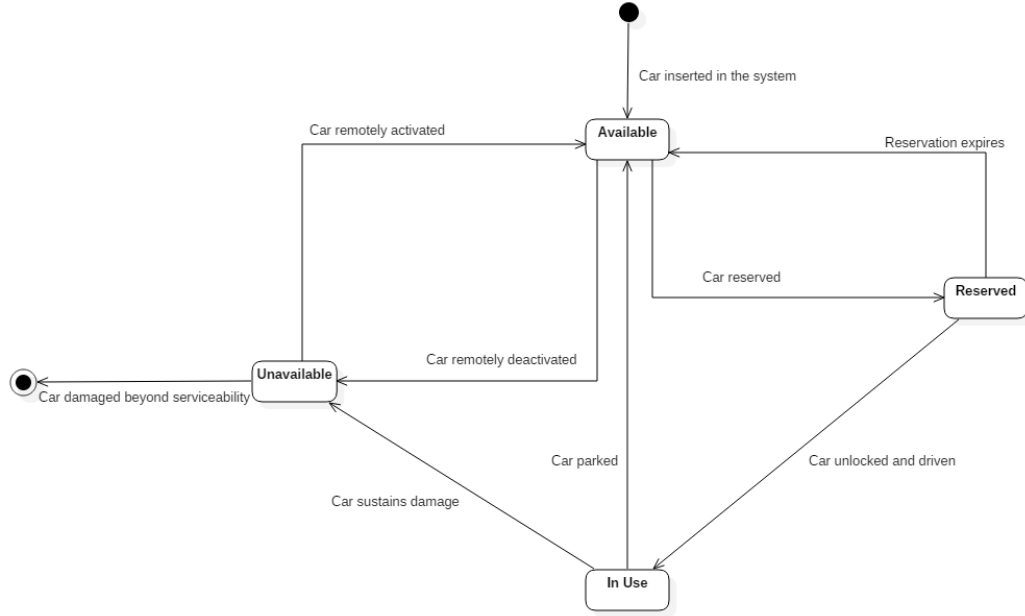 Car inserted in the system
Available
Car remotely activated
Reservation expires
Car reserved
Reserved
Car remotely deactivated
Unavailable
Car damaged beyond serviceability
Car parked
Car unlocked and driven
Car sustains damage
In Use